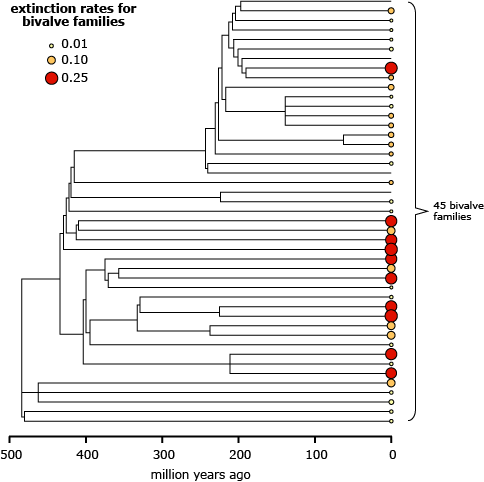 extinction rates for
bivalve families
0.01
0.10
0.25
45 bivalve
families
500 400 300 200 100 0
million years ago